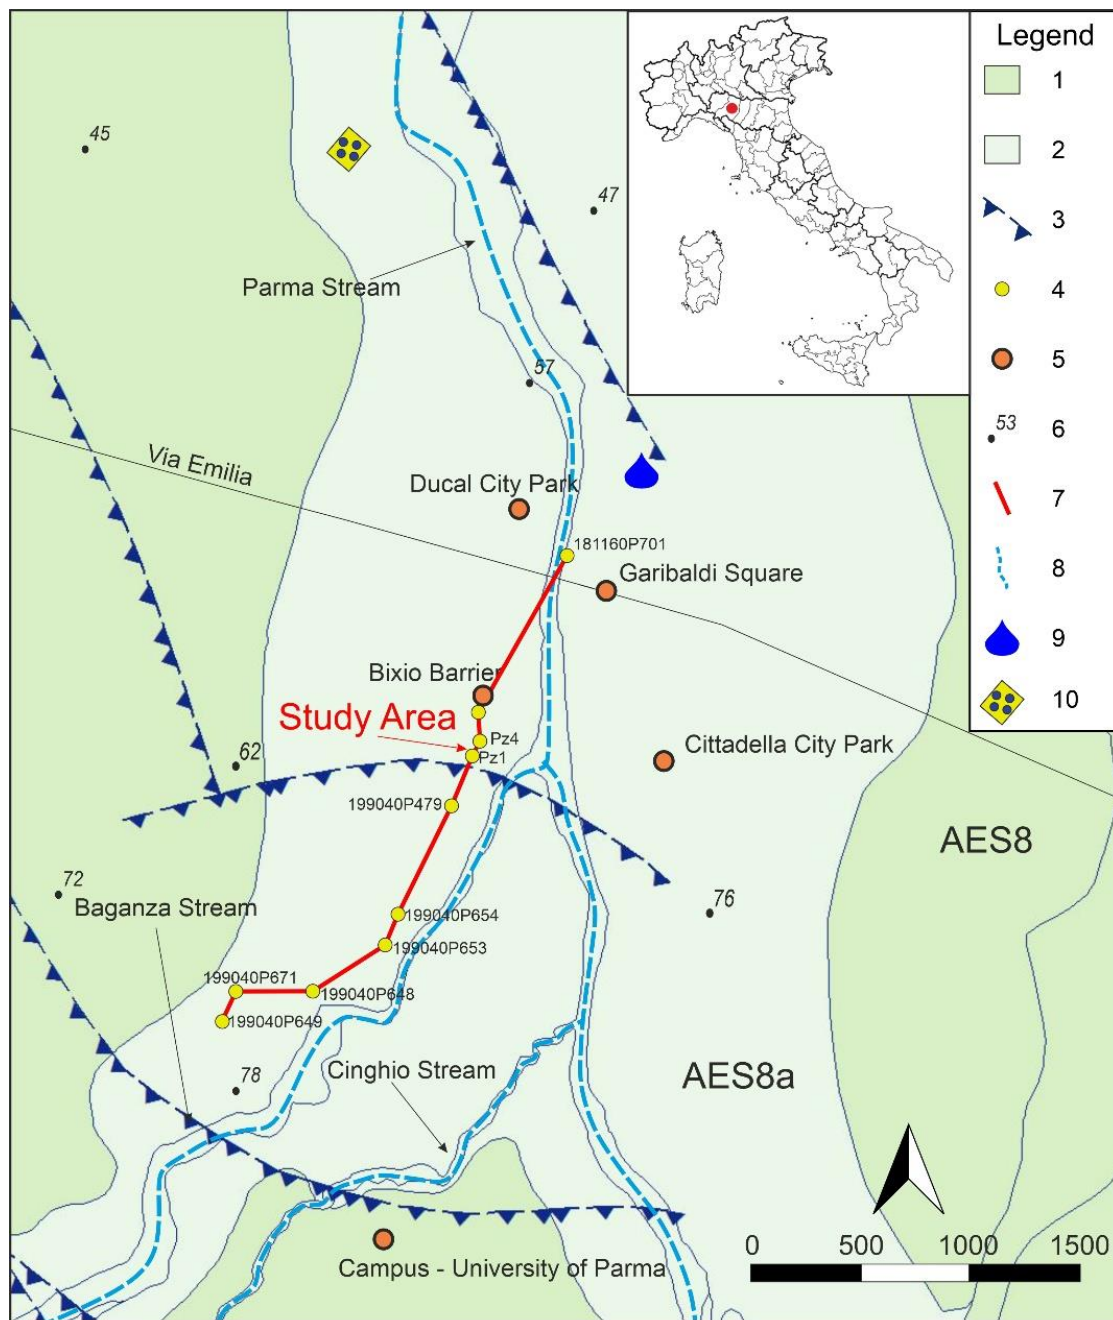 Legend
1
2
3
4
5
53
6
7
8
9
10
45
47
Parma Stream
57
Via Emilia
Ducal City Park
181160P701
Garibaldi Square
Bixio Barrier
Study Area
Pz4
Pz1
62
Cittadella City Park
199040P479
AES8
72
Baganza Stream
199040P654
76
199040P653
199040P671
199040P648
199040P649
78
Cinghio Stream
AES8a
Campus - University of Parma
0 500 1000 1500